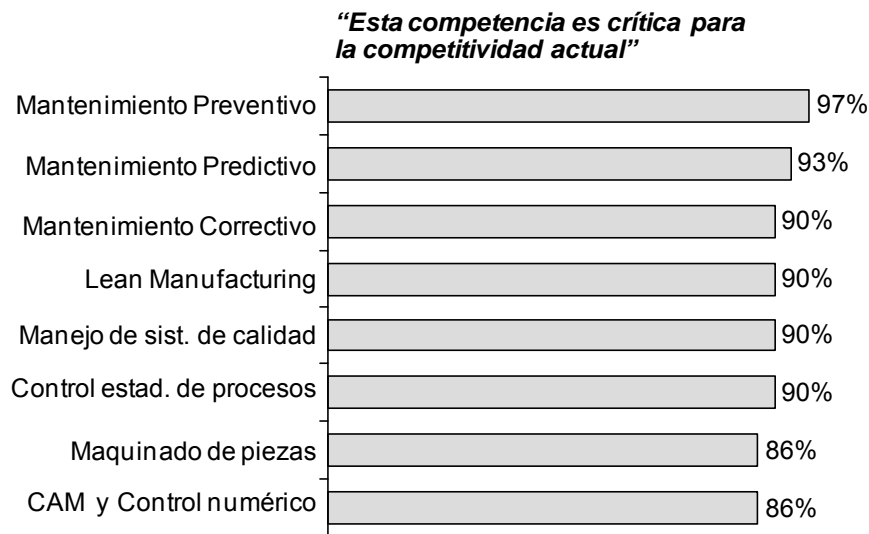 “Esta competencia es crítica para
la competitividad actual”
Mantenimiento Preventivo 97%
Mantenimiento Predictivo 93%
Mantenimiento Correctivo 90%
Lean Manufacturing 90%
Manejo de sist. de calidad 90%
Control estad. de procesos 90%
Maquinado de piezas 86%
CAM y Control numérico 86%